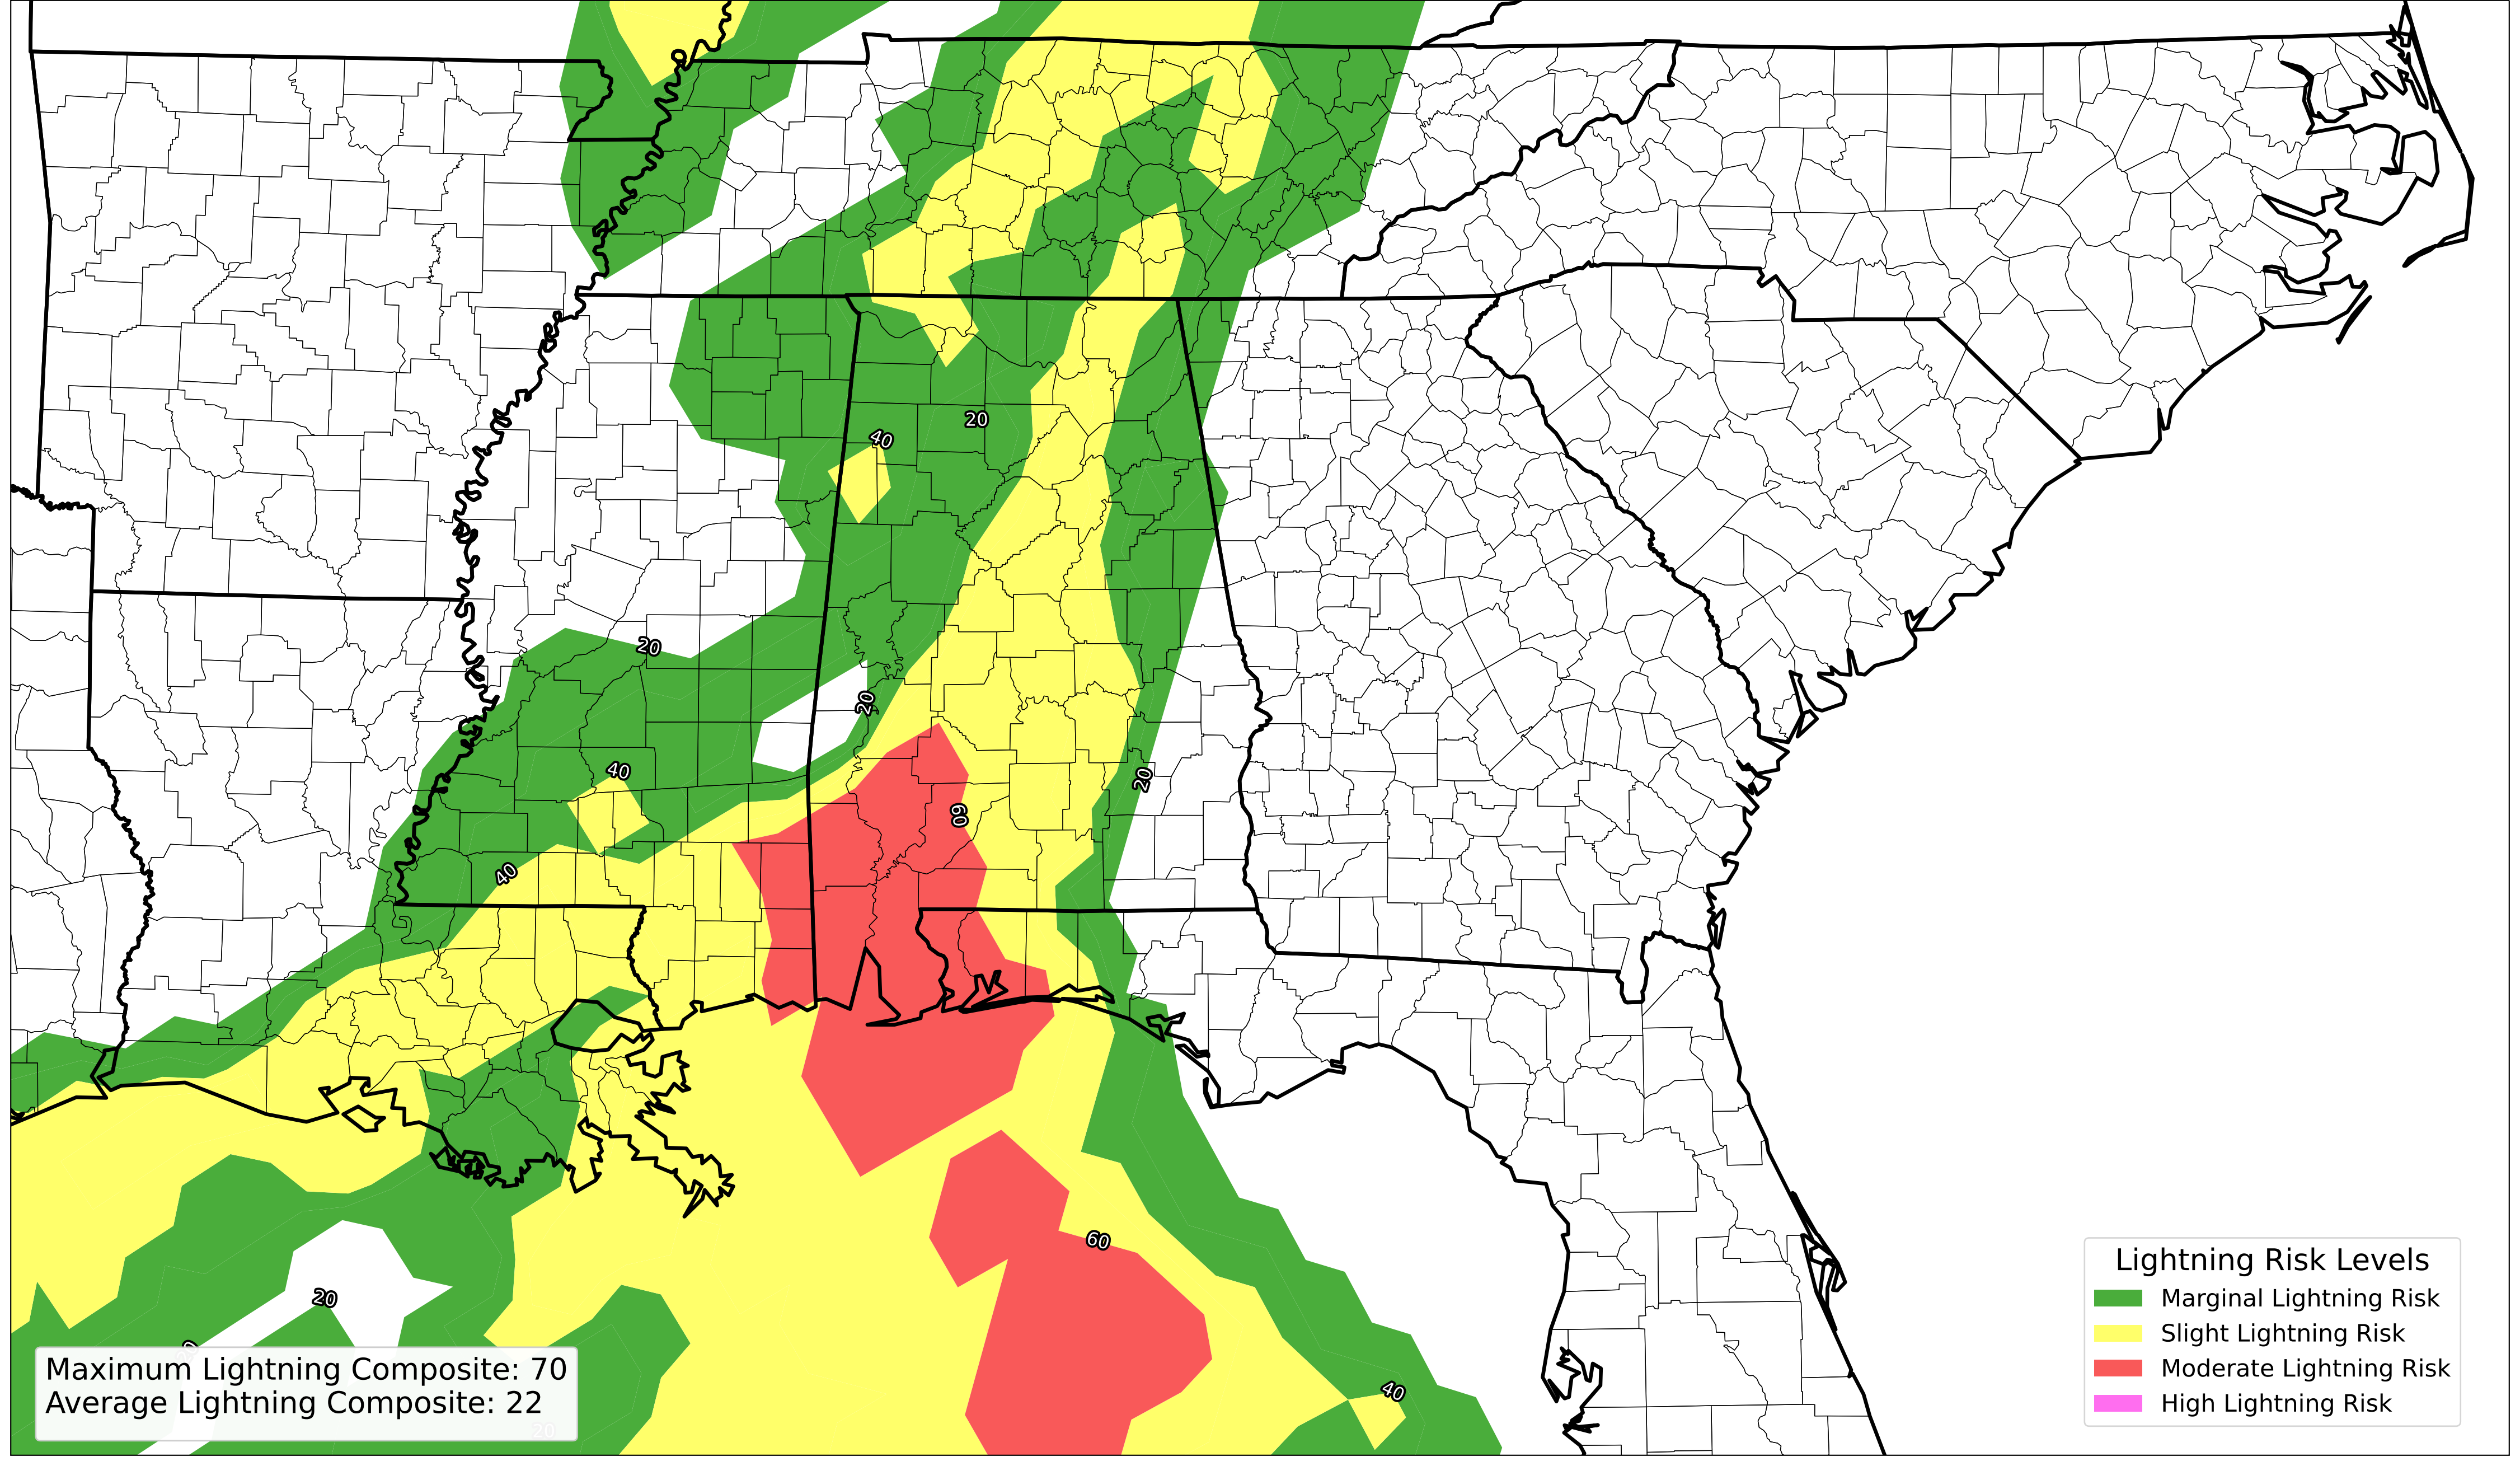 20
40
20
20
40
60
20
40
60
20
40
Maximum Lightning Composite: 70
Average Lightning Composite: 22
20
Lightning Risk Levels
Marginal Lightning Risk
Slight Lightning Risk
Moderate Lightning Risk
High Lightning Risk